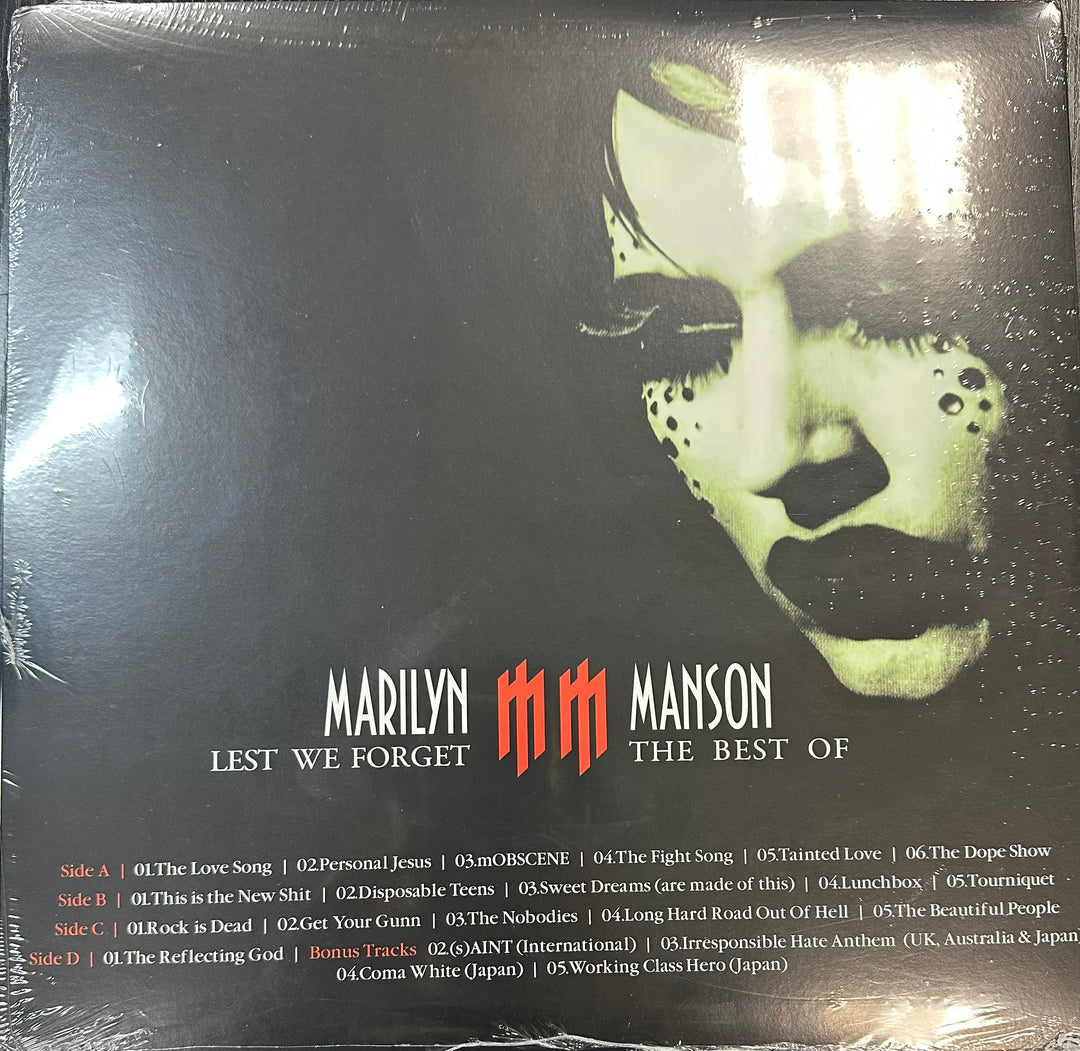 MARILYN MANSON
LEST WE FORGET THE BEST OF
Side A | 01.The Love Song | 02.Personal Jesus | 03.mOBSCENE | 04.The Fight Song | 05.Tainted Love | 06.The Dope Show
Side B | 01.This is the New Shit | 02.Disposable Teens | 03.Sweet Dreams (are made of this) | 04.Lunchbox | 05.Tourniquet
Side C | 01.Rock is Dead | 02.Get Your Gunn | 03.The Nobodies | 04.Long Hard Road Out Of Hell | 05.The Beautiful People
Side D | 01.The Reflecting God | Bonus Tracks 02.(s)AINT (International) | 03.Irresponsible Hate Anthem (UK, Australia & Japan)
04.Coma White (Japan) | 05.Working Class Hero (Japan)